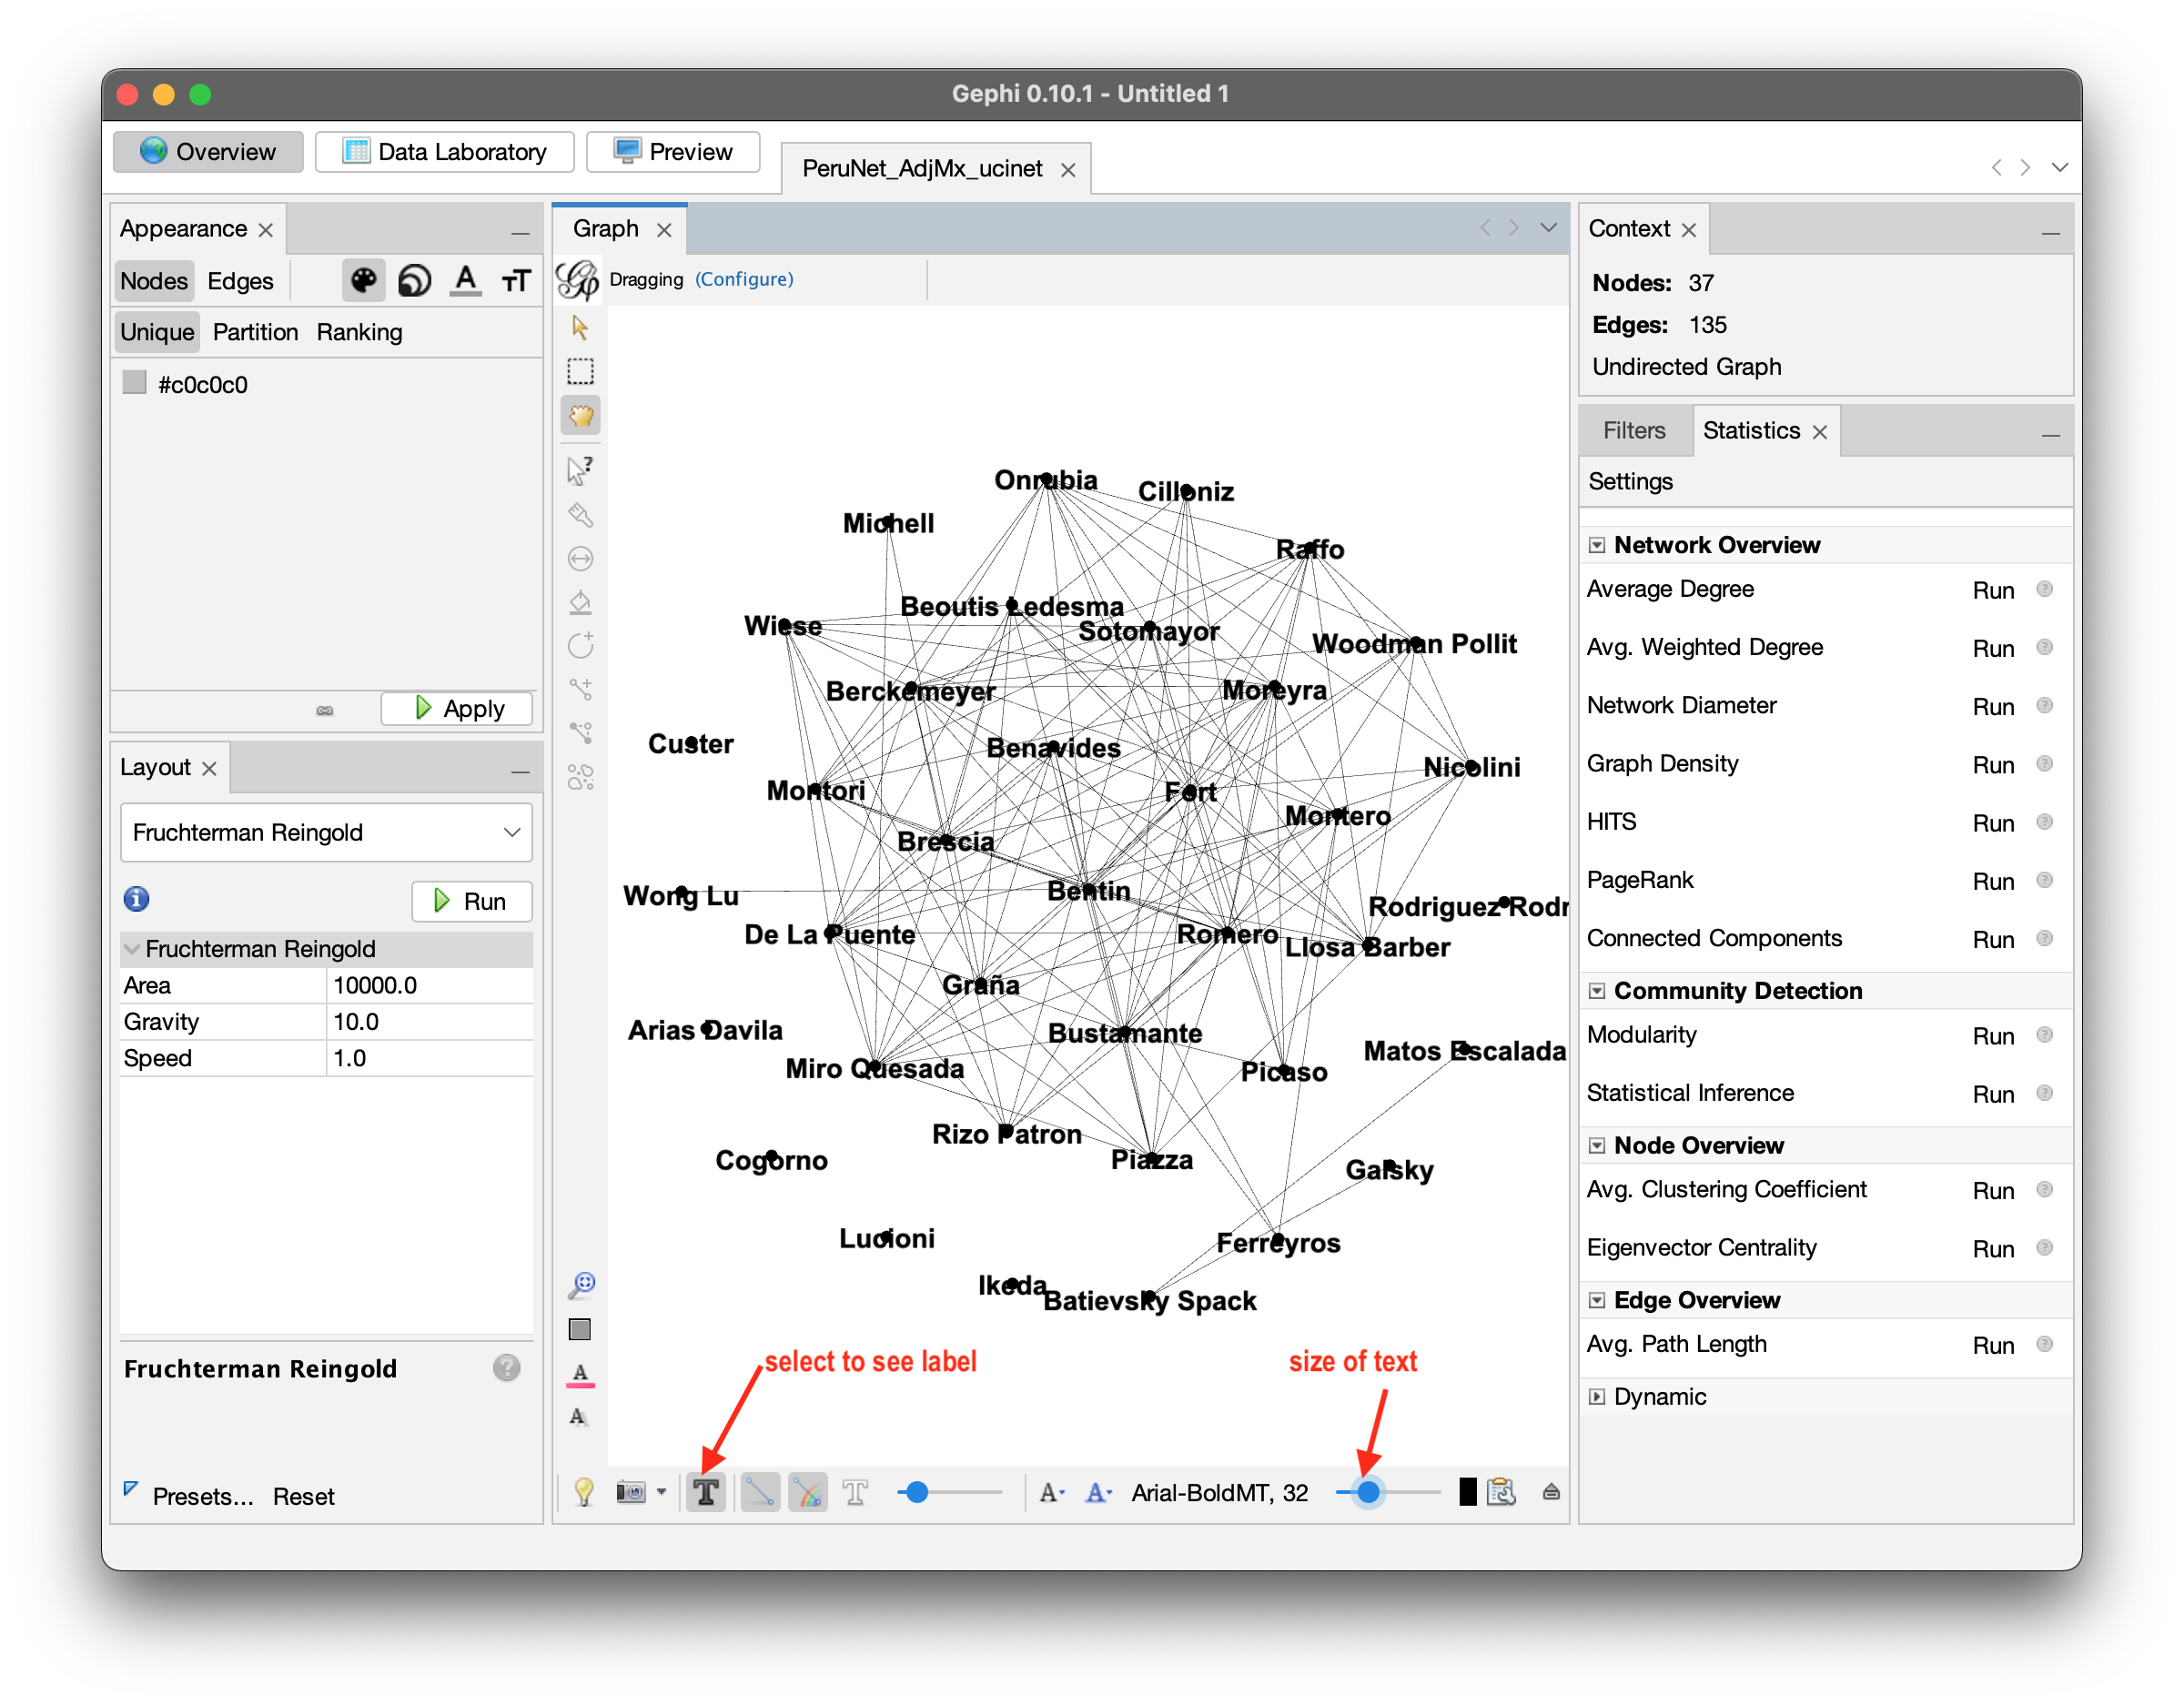 Gephi 0.10.1 - Untitled 1
Overview
Data Laboratory
Preview
PeruNet_AdjMx_ucinet
Appearance
Nodes
Edges
Unique
Partition
Ranking
#c0c0c0
Apply
Layout
Fruchterman Reingold
Run
Fruchterman Reingold
Area 10000.0
Gravity 10.0
Speed 1.0
Fruchterman Reingold
Presets...
Reset
Graph
Dragging (Configure)
Onrubia
Cilloniz
Michell
Raffo
Beoutis Ledesma
Wiese
Sotomayor
Woodman Pollit
Berckemeyer
Moreyra
Custer
Benavides
Nicolini
Montori
Fort
Montero
Brescia
Wong Lu
Bentin
Rodriguez Rodr
De La Puente
Romero
Llosa Barber
Graña
Arias Davila
Bustamante
Matos Escalada
Miro Quesada
Picaso
Rizo Patron
Cogorno
Piazza
Galsky
Lucioni
Ferreyros
Ikeda
Batievsky Spack
select to see label
size of text
Arial-BoldMT, 32
Context
Nodes: 37
Edges: 135
Undirected Graph
Filters
Statistics
Settings
Network Overview
Average Degree Run
Avg. Weighted Degree Run
Network Diameter Run
Graph Density Run
HITS Run
PageRank Run
Connected Components Run
Community Detection
Modularity Run
Statistical Inference Run
Node Overview
Avg. Clustering Coefficient Run
Eigenvector Centrality Run
Edge Overview
Avg. Path Length Run
Dynamic